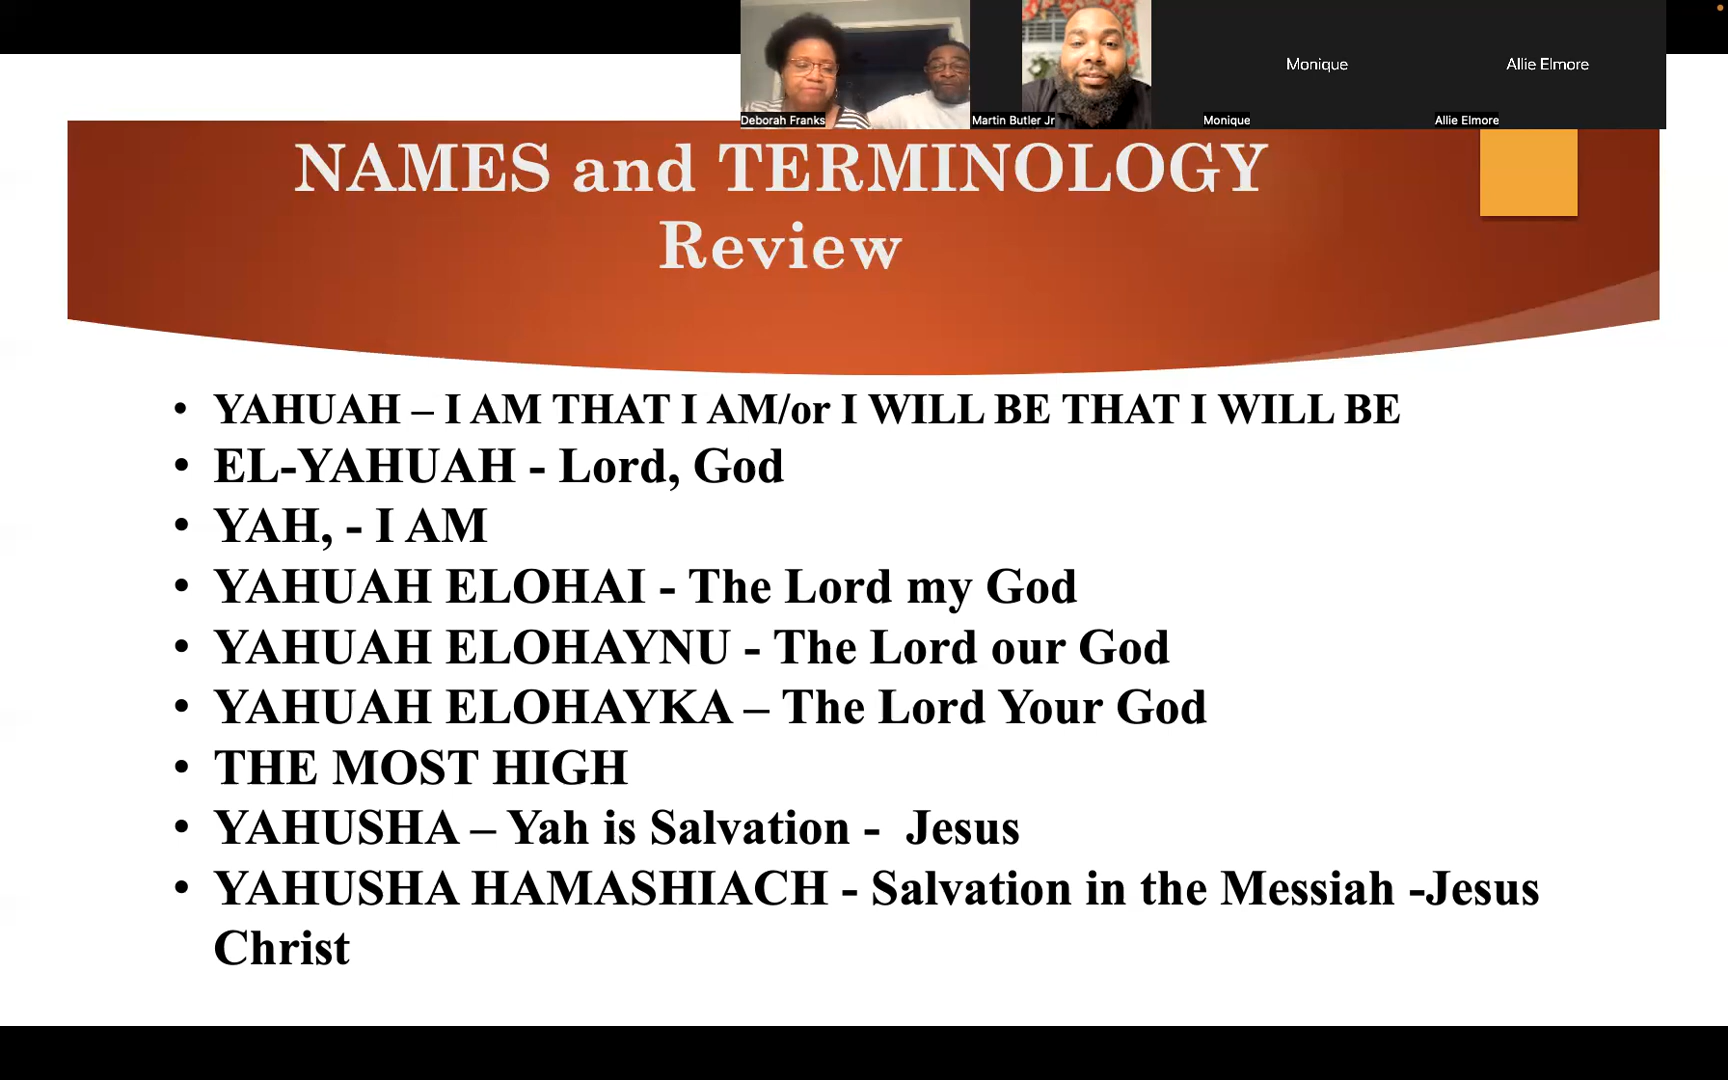 Monique
Allie Elmore
Deborah Franks
Martin Butler Jr
Monique
Allie Elmore
NAMES and TERMINOLOGY
Review
• YAHUAH – I AM THAT I AM/or I WILL BE THAT I WILL BE
• EL-YAHUAH - Lord, God
• YAH, - I AM
• YAHUAH ELOHAI - The Lord my God
• YAHUAH ELOHAYNU - The Lord our God
• YAHUAH ELOHAYKA – The Lord Your God
• THE MOST HIGH
• YAHUSHA – Yah is Salvation - Jesus
• YAHUSHA HAMASHIACH - Salvation in the Messiah -Jesus
Christ